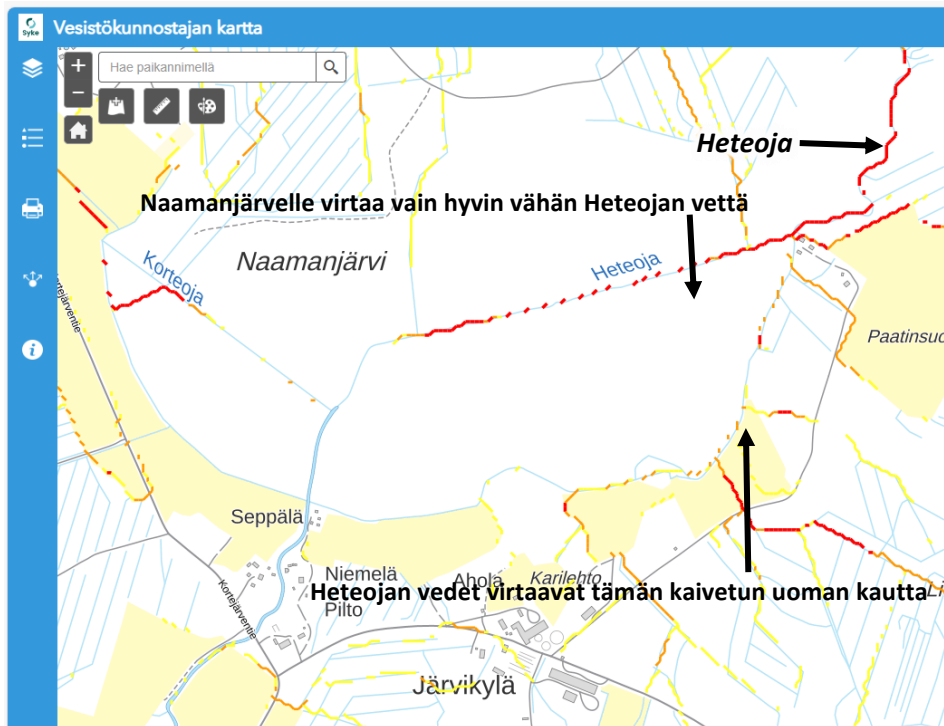 Syke
Vesistökunnostajan kartta
Hae paikannimellä
Heteoja
Naamanjärvelle virtaa vain hyvin vähän Heteojan vettä
Korteoja
Naamanjärvi
Heteoja
Kortejärventie
Paatinsuo
Seppälä
Niemelä
Ahola
Karilehto
Heteojan vedet virtaavat tämän kaivetun uoman kautta
Li
Pilto
Kortejärventie
Järvikylä